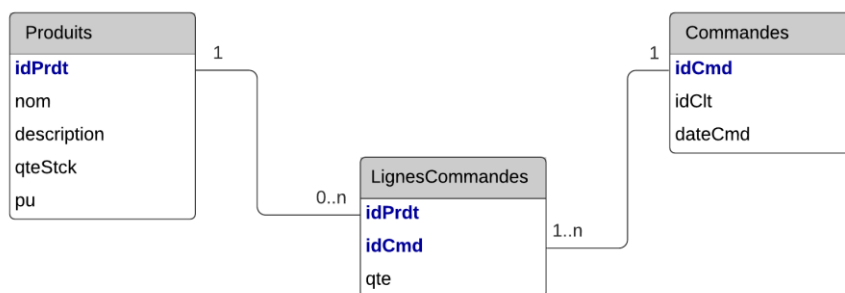 Produits
idPrdt
nom
description
qteStck
pu
1
0..n
LignesCommandes
idPrdt
idCmd
qte
1..n
1
Commandes
idCmd
idClt
dateCmd